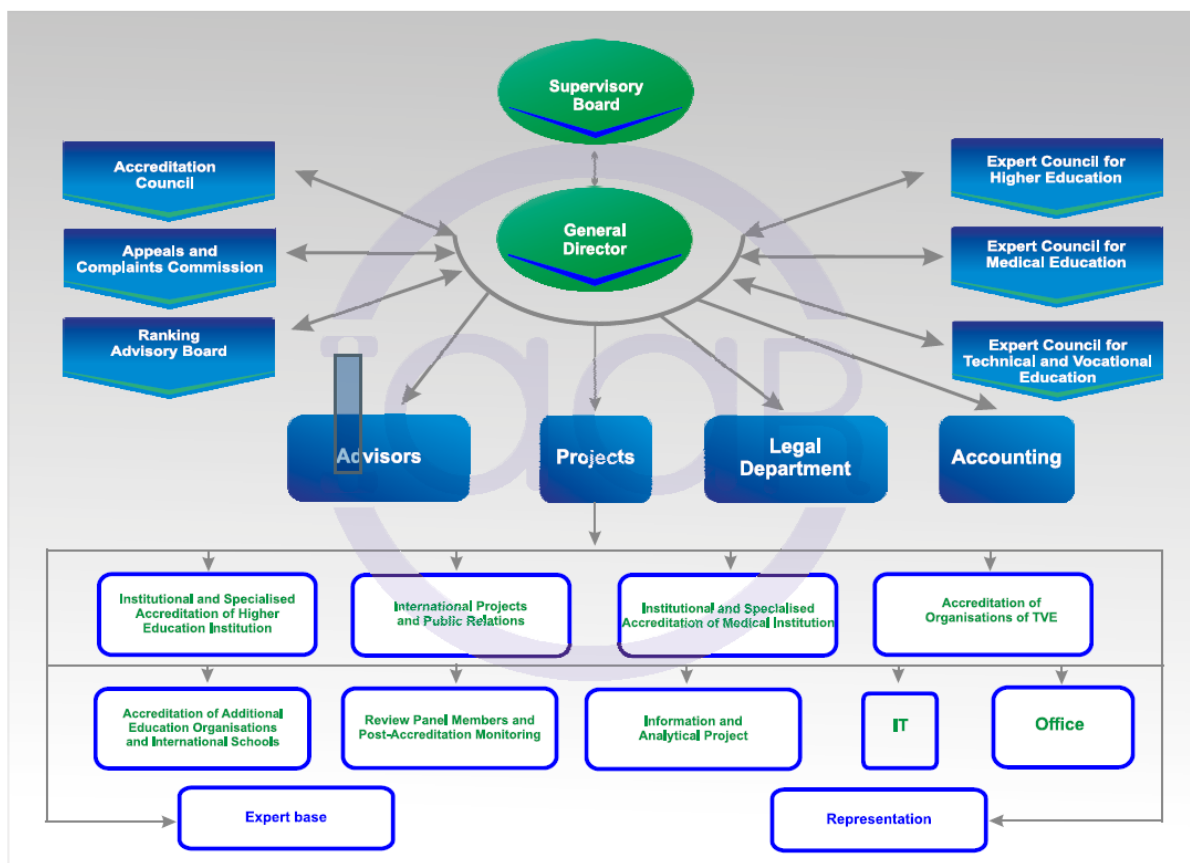 Supervisory
Board
Accreditation
Council
Expert Council for
Higher Education
General
Director
Appeals and
Complaints Commission
Expert Council for
Medical Education
Ranking
Advisory Board
Expert Council for
Technical and Vocational
Education
iaaR
Advisors
Projects
Legal
Department
Accounting
Institutional and Specialised
Accreditation of Higher
Education Institution
International Projects
and Public Relations
Institutional and Specialised
Accreditation of Medical Institution
Accreditation of
Organisations of TVE
Accreditation of Additional
Education Organisations
and International Schools
Review Panel Members and
Post-Accreditation Monitoring
Information and
Analytical Project
IT
Office
Expert base
Representation